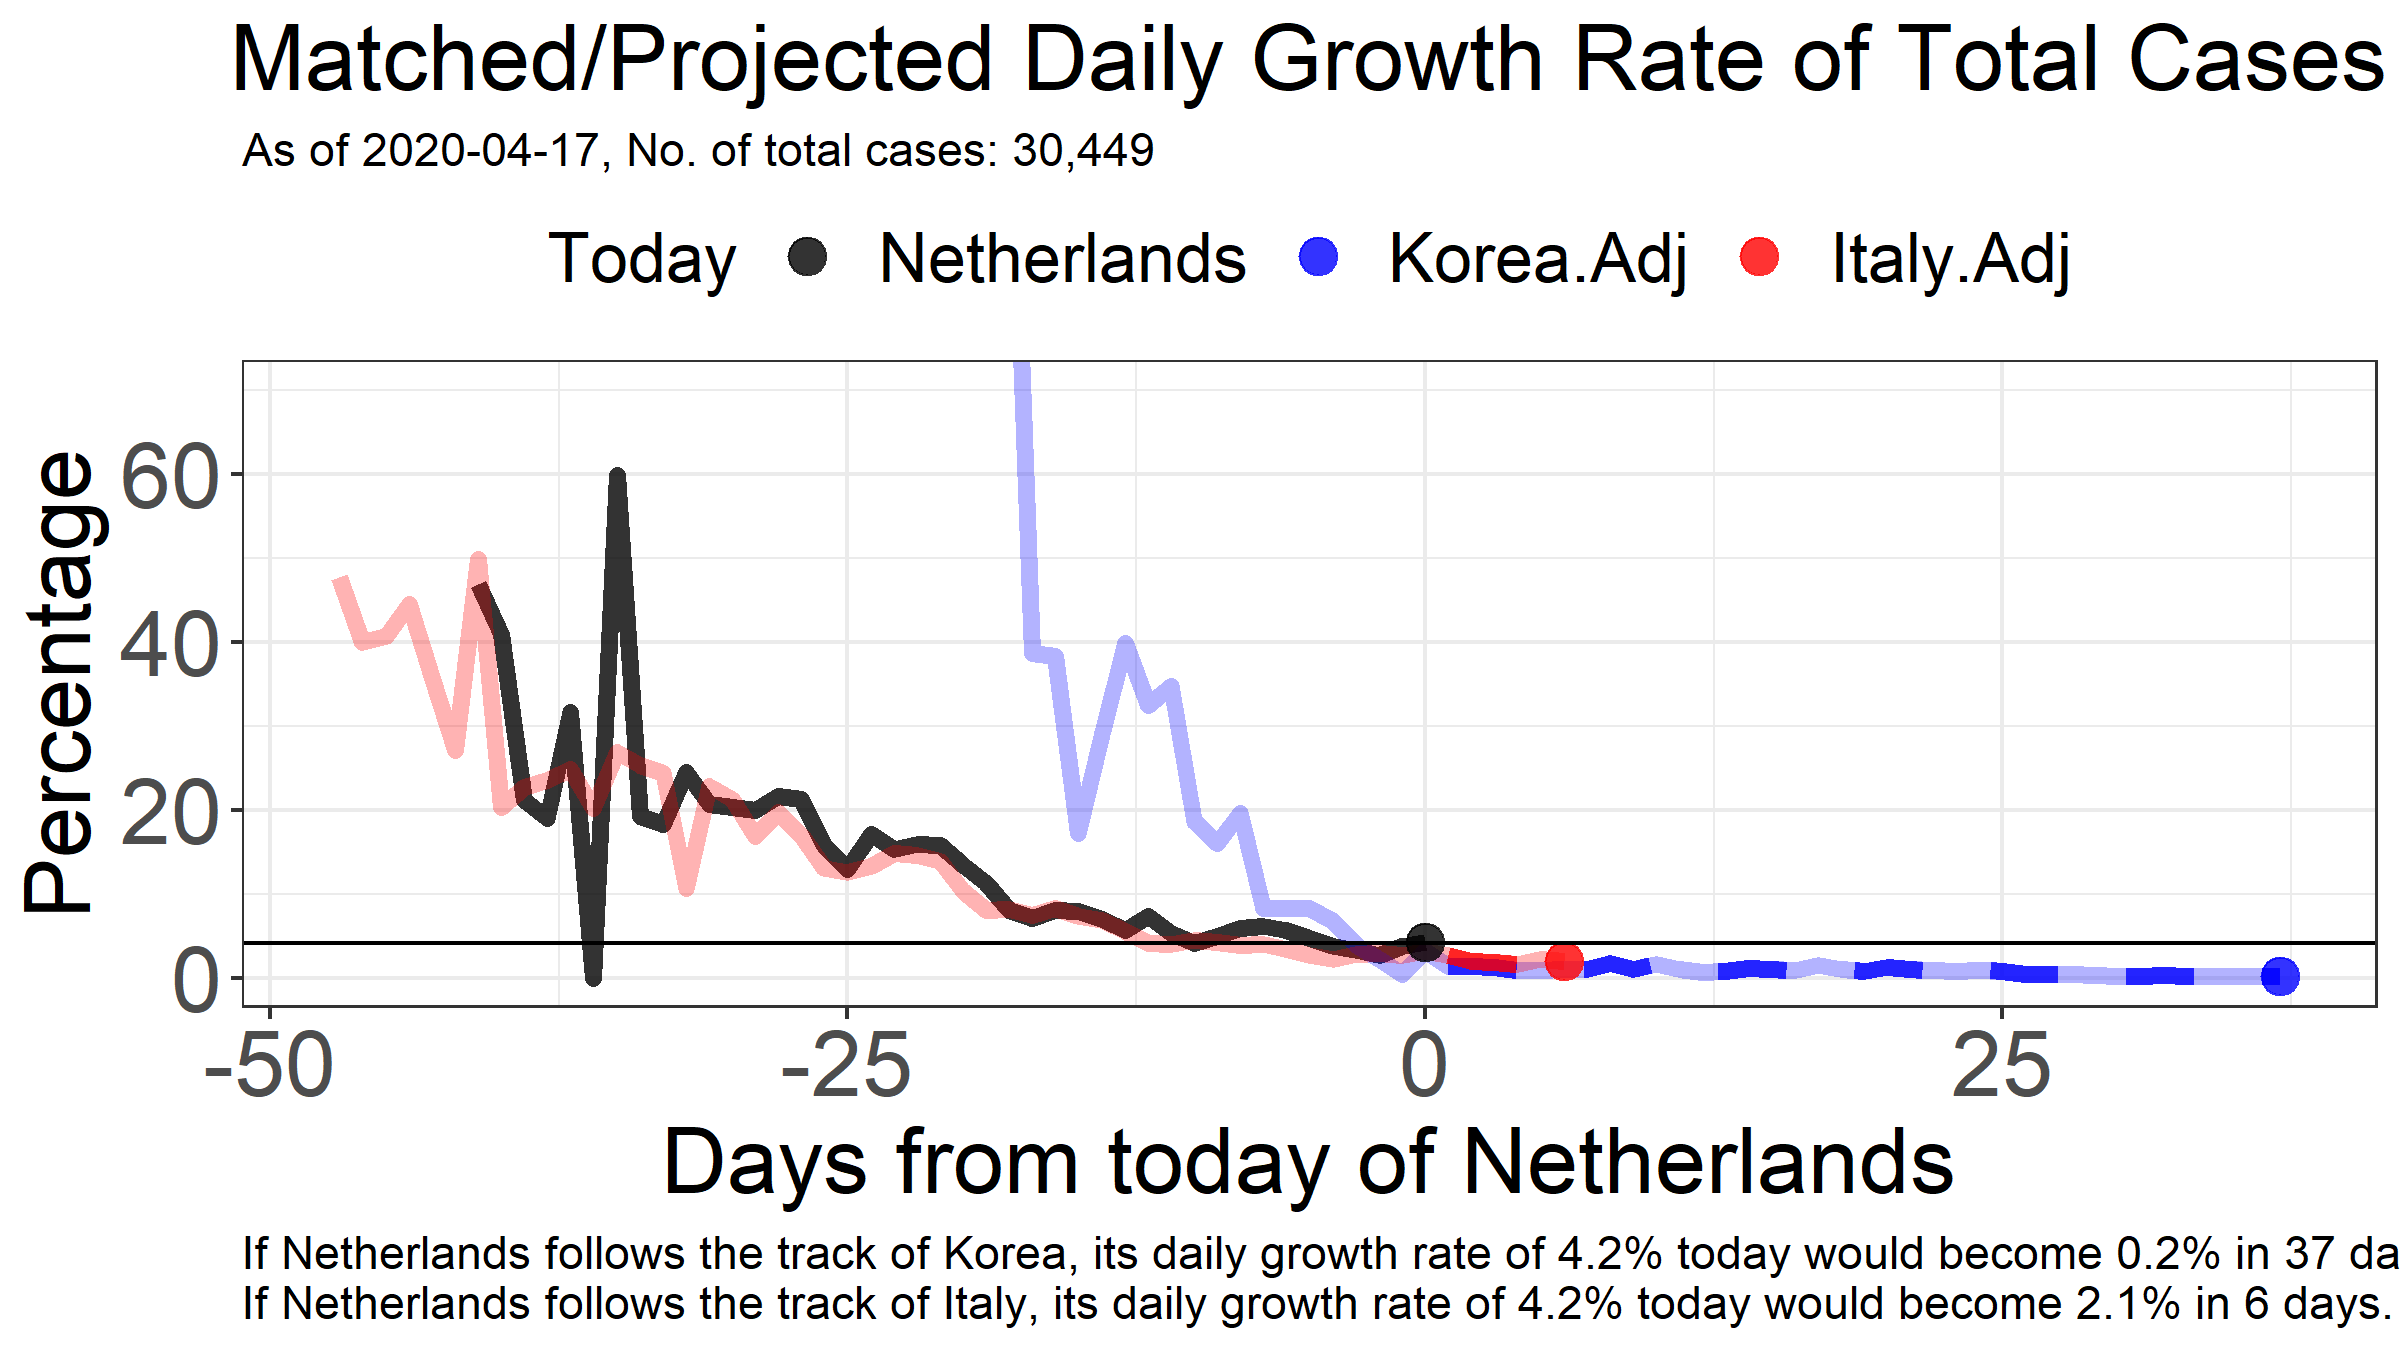 Matched/Projected Daily Growth Rate of Total Cases
As of 2020-04-17, No. of total cases: 30,449
Today Netherlands Korea.Adj Italy.Adj
Percentage
60
40
20
0
-50 -25 0 25
Days from today of Netherlands
If Netherlands follows the track of Korea, its daily growth rate of 4.2% today would become 0.2% in 37 da
If Netherlands follows the track of Italy, its daily growth rate of 4.2% today would become 2.1% in 6 days.